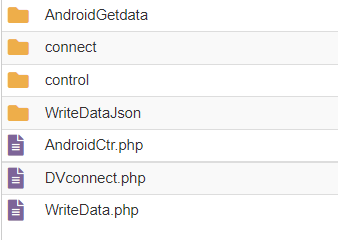 AndroidGetdata
connect
control
WriteDataJson
AndroidCtr.php
DVconnect.php
WriteData.php